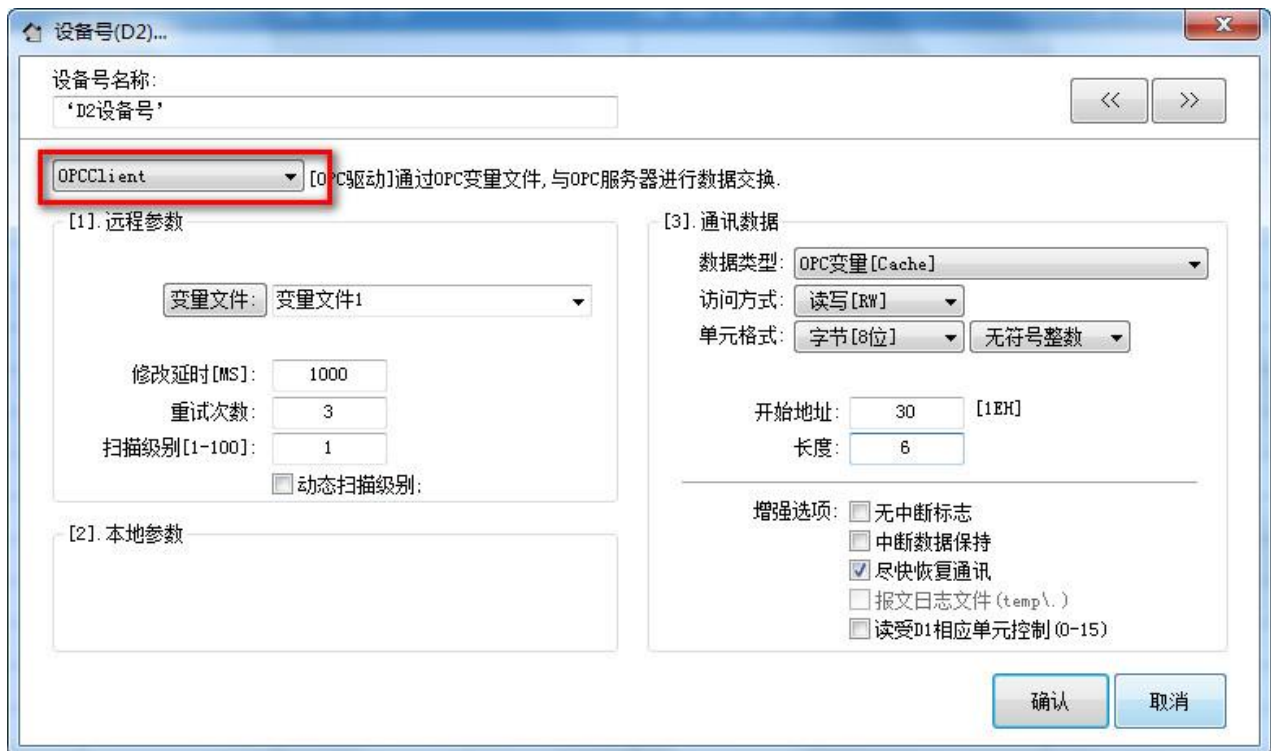 设备号(D2)...
设备号名称:
‘D2设备号’
<< >>
OPCClient [OPC驱动]通过OPC变量文件,与OPC服务器进行数据交换.
[1].远程参数
变量文件: 变量文件1
修改延时[MS]: 1000
重试次数: 3
扫描级别[1-100]: 1
动态扫描级别:
[2].本地参数
[3].通讯数据
数据类型: OPC变量[Cache]
访问方式: 读写[RW]
单元格式: 字节[8位] 无符号整数
开始地址: 30 [1EH]
长度: 6
增强选项: 无中断标志
中断数据保持
尽快恢复通讯
报文日志文件(temp\.)
读受D1相应单元控制(0-15)
确认 取消